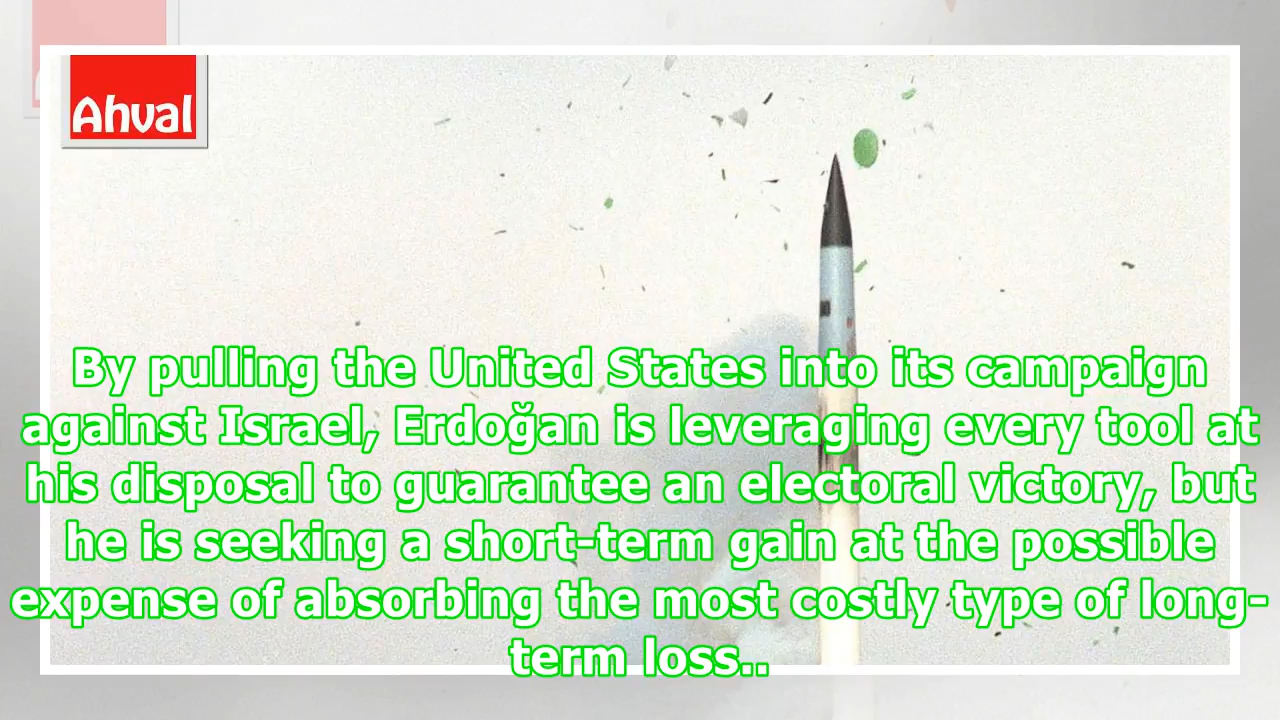 Ahval
By pulling the United States into its campaign
against Israel, Erdoğan is leveraging every tool at
his disposal to guarantee an electoral victory, but
he is seeking a short-term gain at the possible
expense of absorbing the most costly type of long-
term loss..